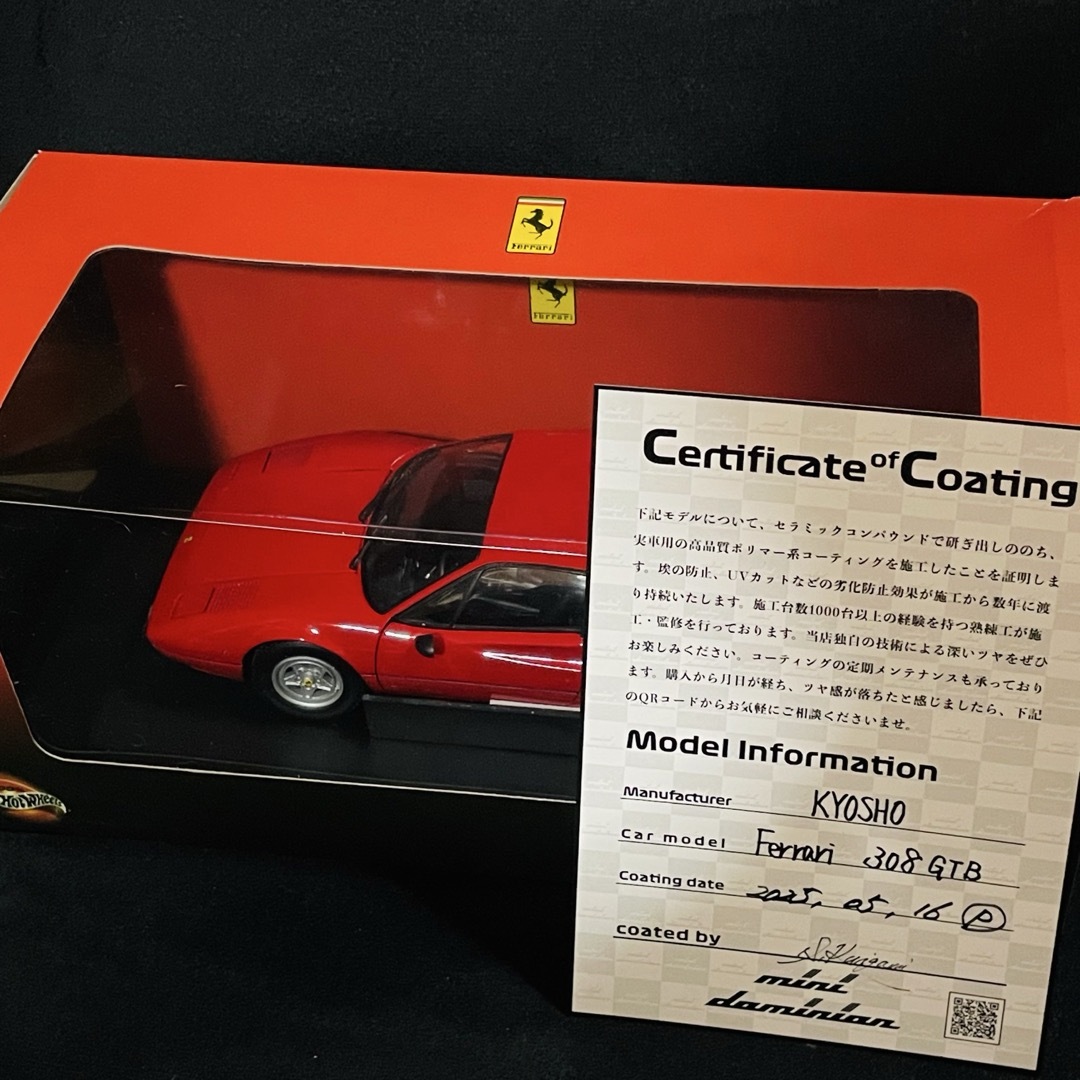 Ferrari
Ferrari
Certificate of Coating
下記モデルについて、セラミックコンパウンドで研ぎ出しののち、
実車用の高品質ポリマー系コーティングを施工したことを証明しま
す。埃の防止、UVカットなどの劣化防止効果が施工から数年に渡
り持続いたします。施工台数1000台以上の経験を持つ熟練工が施
工・監修を行っております。当店独自の技術による深いツヤをぜひ
お楽しみください。コーティングの定期メンテナンスも承っており
ます。購入から月日が経ち、ツヤ感が落ちたと感じましたら、下記
のQRコードからお気軽にご相談くださいませ。
Model Information
Manufacturer KYOSHO
Car model Ferrari 308 GTB
Coating date 2025, 05, 16 P
coated by
mini
daminian
Hot Wheels